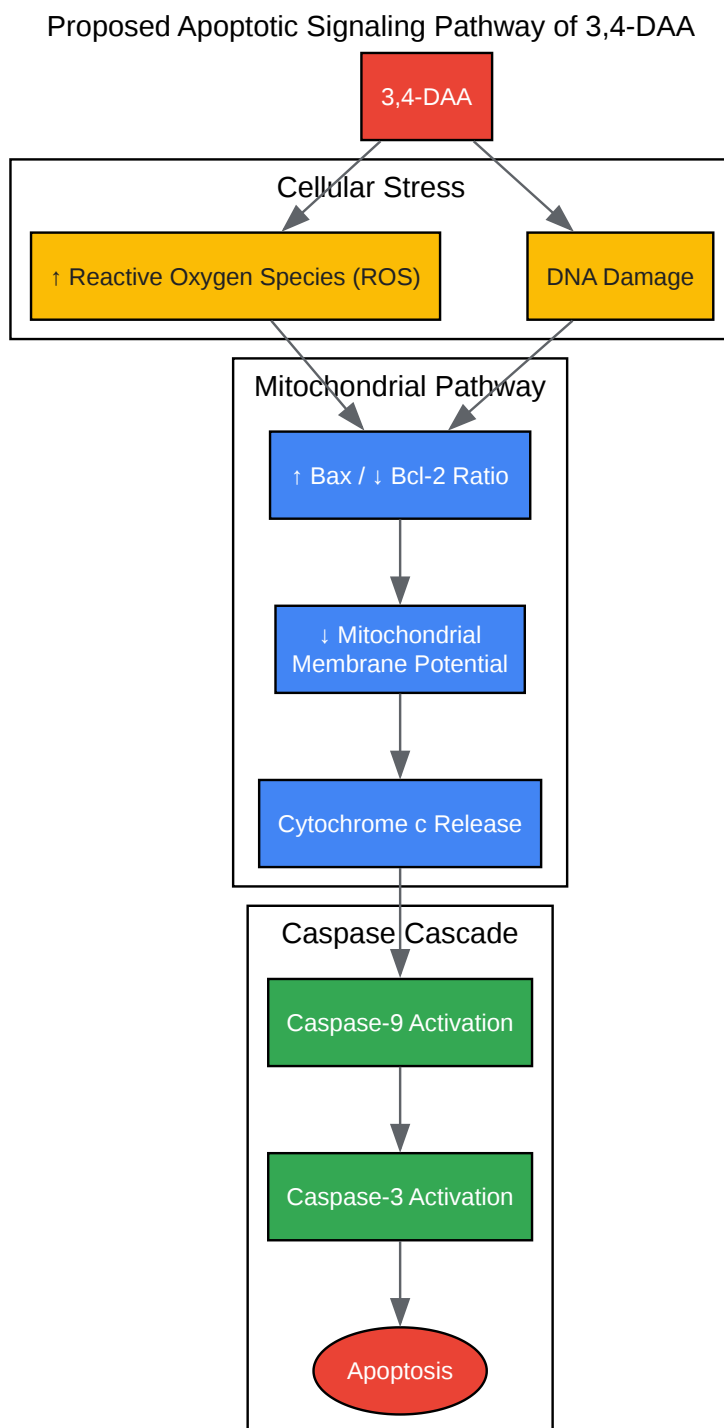 Proposed Apoptotic Signaling Pathway of 3,4-DAA
3,4-DAA
Cellular Stress
↑ Reactive Oxygen Species (ROS)
DNA Damage
Mitochondrial Pathway
↑ Bax / ↓ Bcl-2 Ratio
↓ Mitochondrial
Membrane Potential
Cytochrome c Release
Caspase Cascade
Caspase-9 Activation
Caspase-3 Activation
Apoptosis